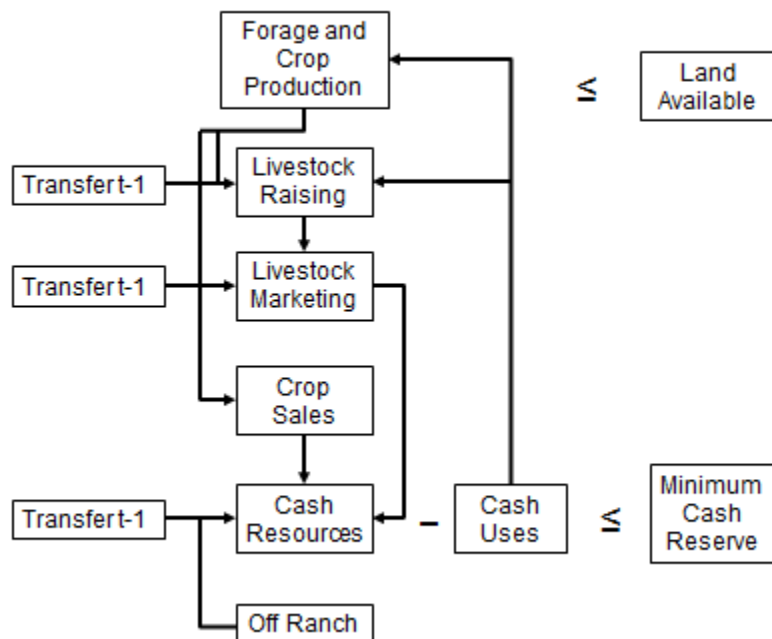 Forage and
Crop
Production
≤
Land
Available
Transfer t-1
Livestock
Raising
Transfer t-1
Livestock
Marketing
Crop
Sales
Transfer t-1
Cash
Resources
–
Cash
Uses
≤
Minimum
Cash
Reserve
Off Ranch